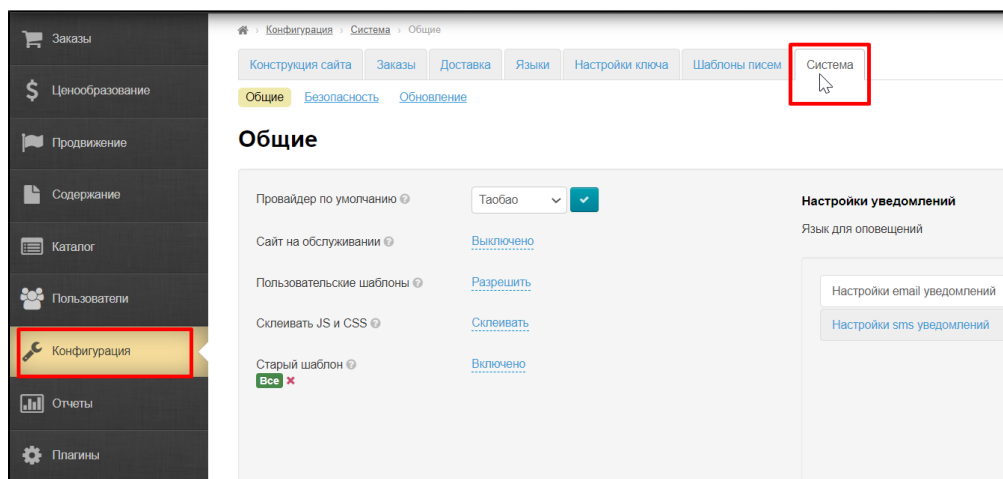 Заказы
Ценообразование
Продвижение
Содержание
Каталог
Пользователи
Конфигурация
Отчеты
Плагины
Конфигурация › Система › Общие
Конструкция сайта Заказы Доставка Языки Настройки ключа Шаблоны писем Система
Общие Безопасность Обновление
Общие
Провайдер по умолчанию Таобао
Сайт на обслуживании Выключено
Пользовательские шаблоны Разрешить
Склеивать JS и CSS Склеивать
Старый шаблон Включено
Все
Настройки уведомлений
Язык для оповещений
Настройки email уведомлений
Настройки sms уведомлений